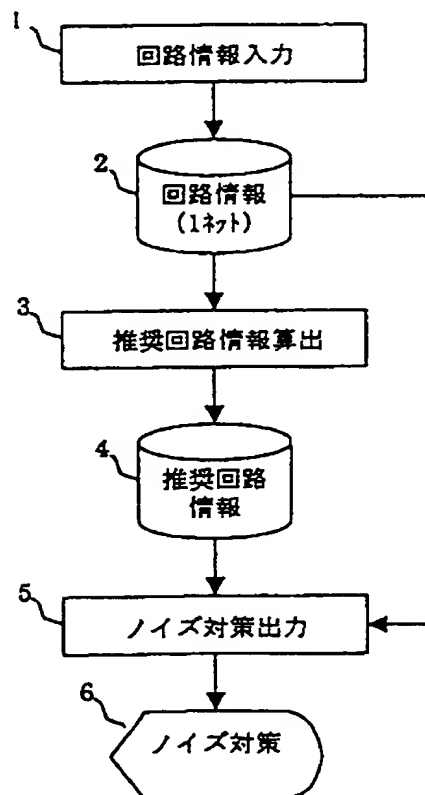 1
回路情報入力
2
回路情報
(1ネット)
3
推奨回路情報算出
4
推奨回路
情報
5
ノイズ対策出力
6
ノイズ対策